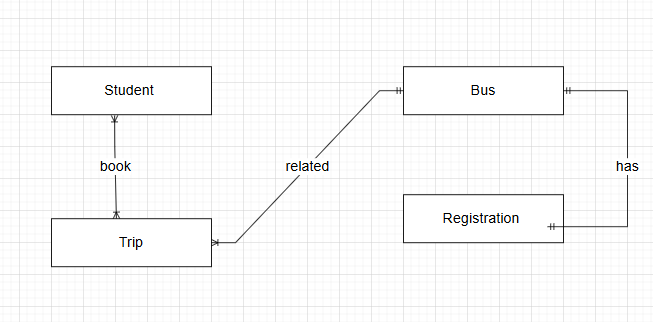 Student
Bus
book
related
has
Registration
Trip